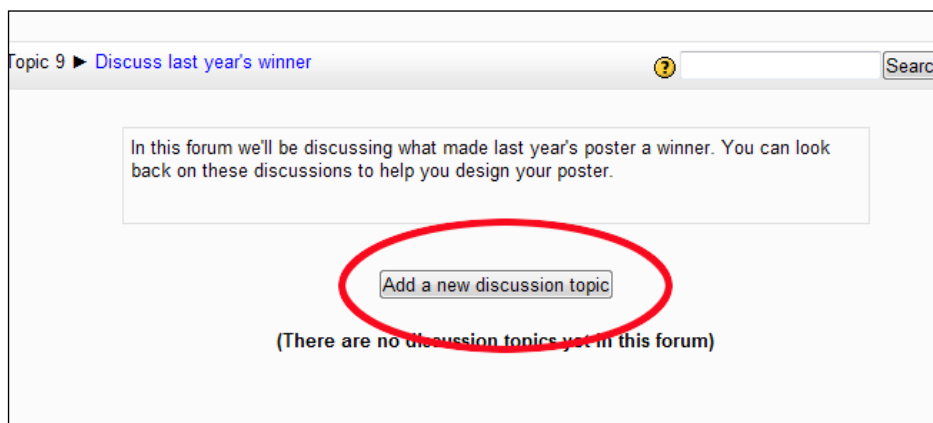 Topic 9 ► Discuss last year's winner
? Searc
In this forum we'll be discussing what made last year's poster a winner. You can look
back on these discussions to help you design your poster.
Add a new discussion topic
(There are no discussion topics yet in this forum)